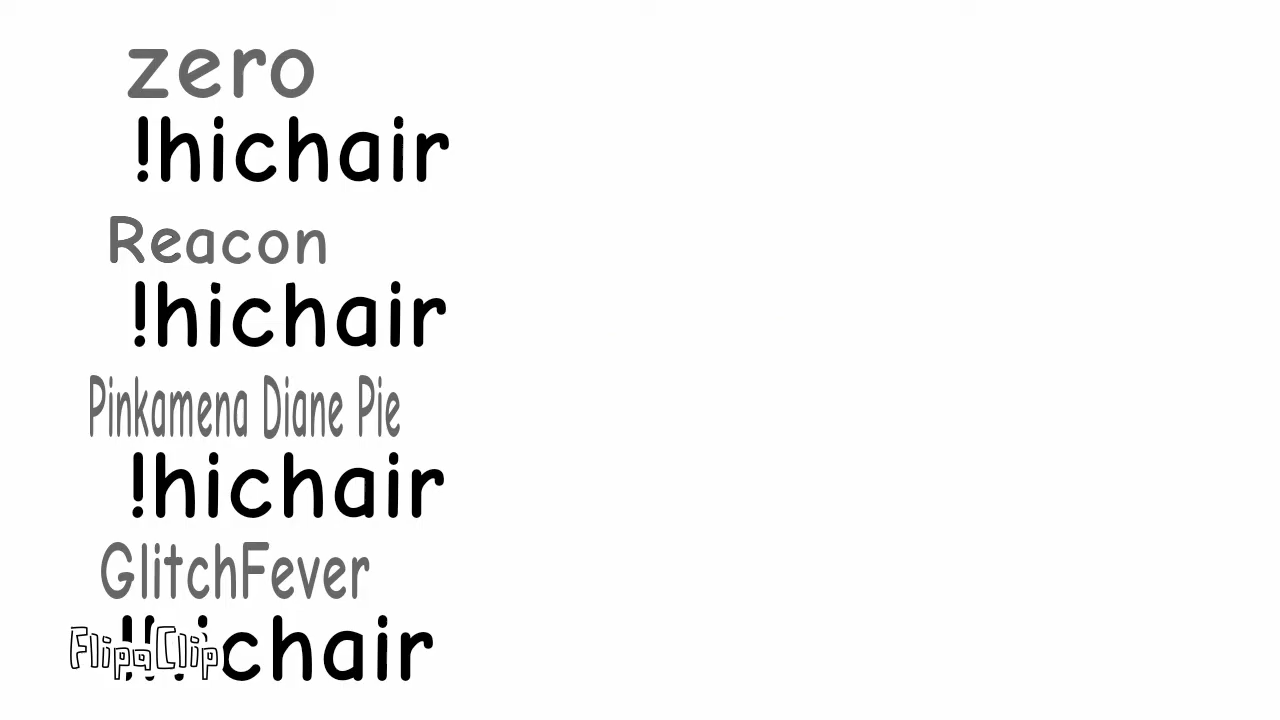 zero
!hichair
Reacon
!hichair
Pinkamena Diane Pie
!hichair
GlitchFever
!hichair
FlipaClip